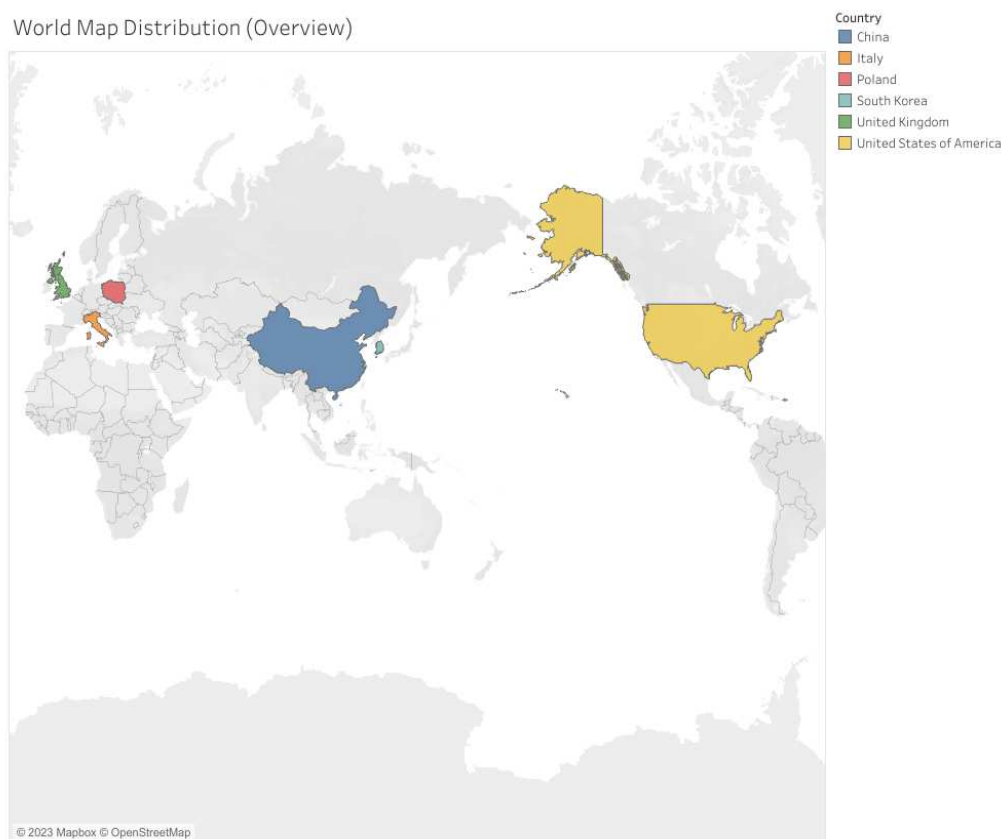 World Map Distribution (Overview)
Country
China
Italy
Poland
South Korea
United Kingdom
United States of America
© 2023 Mapbox © OpenStreetMap